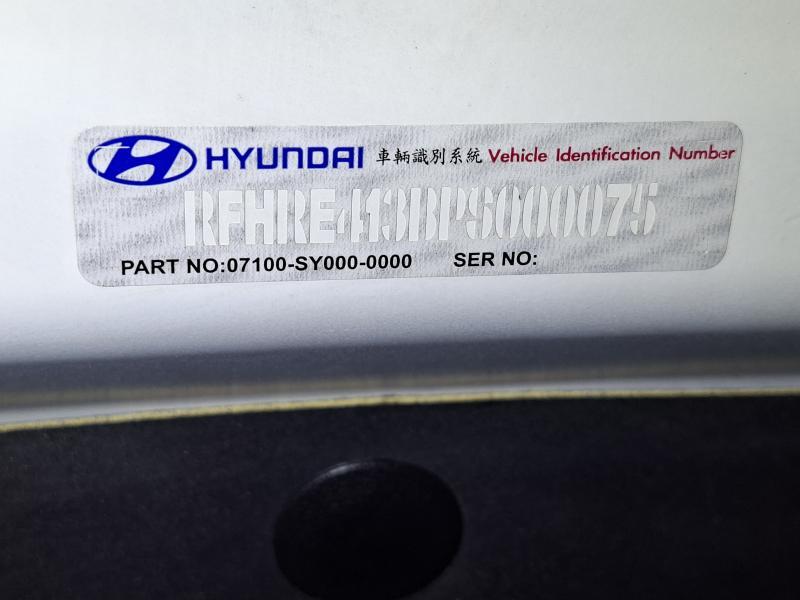 HYUNDAI 車輛識別系統 Vehicle Identification Number
RFHRE413BPS000075
PART NO:07100-SY000-0000 SER NO: